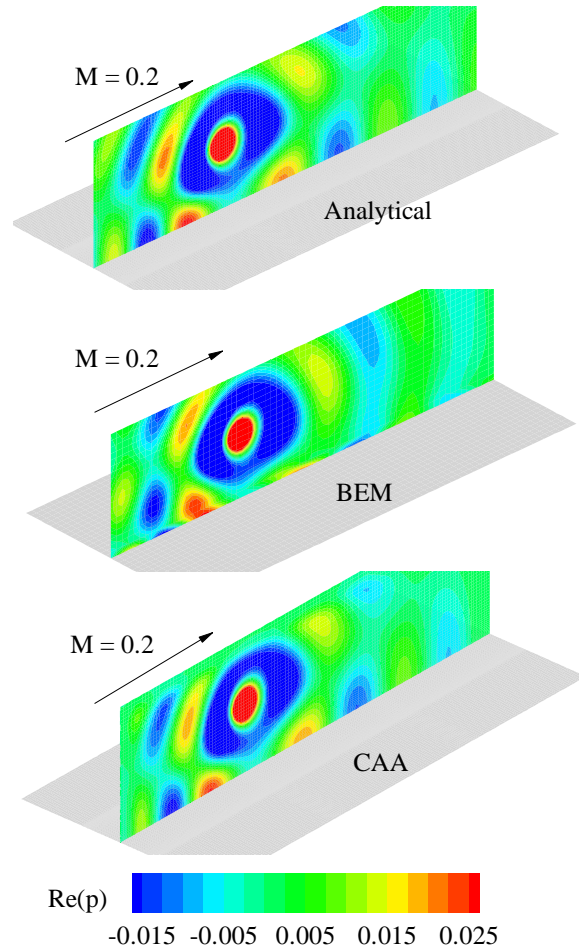 M = 0.2
Analytical
M = 0.2
BEM
M = 0.2
CAA
Re(p)
-0.015 -0.005 0.005 0.015 0.025